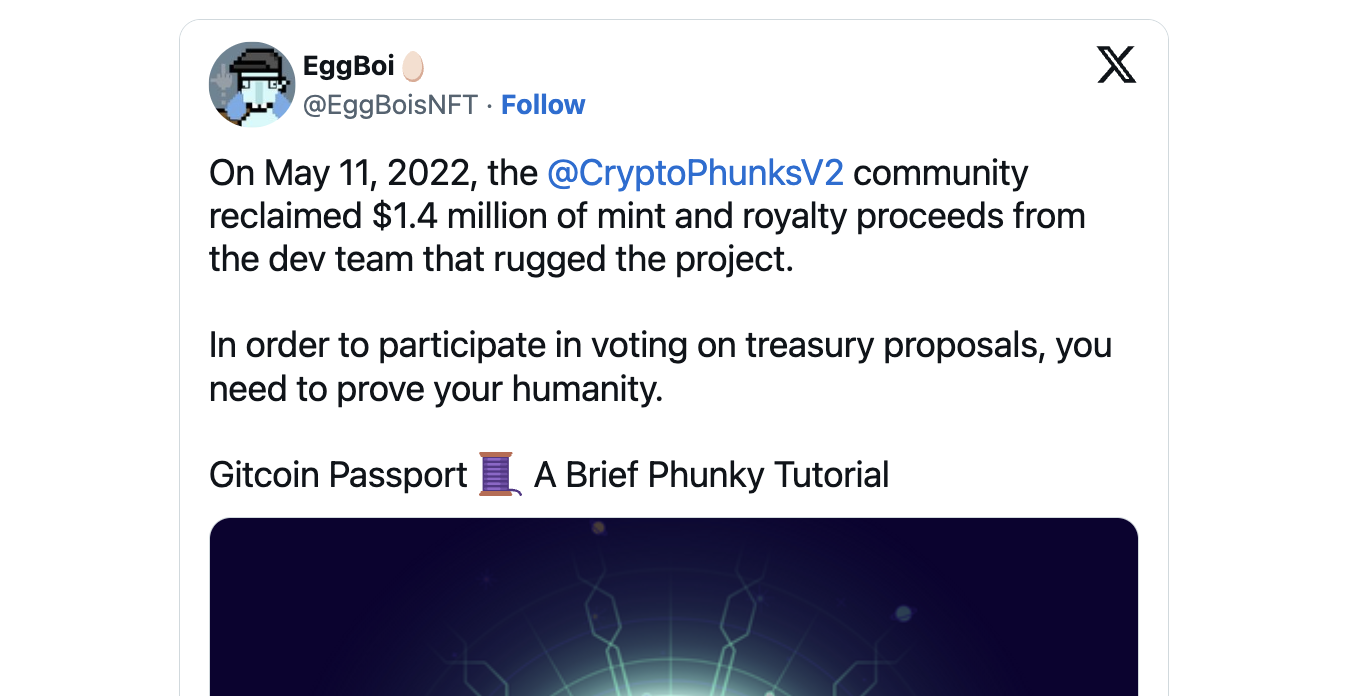 EggBoi🥚
@EggBoisNFT · Follow
On May 11, 2022, the @CryptoPhunksV2 community
reclaimed $1.4 million of mint and royalty proceeds from
the dev team that rugged the project.
In order to participate in voting on treasury proposals, you
need to prove your humanity.
Gitcoin Passport 🧵 A Brief Phunky Tutorial